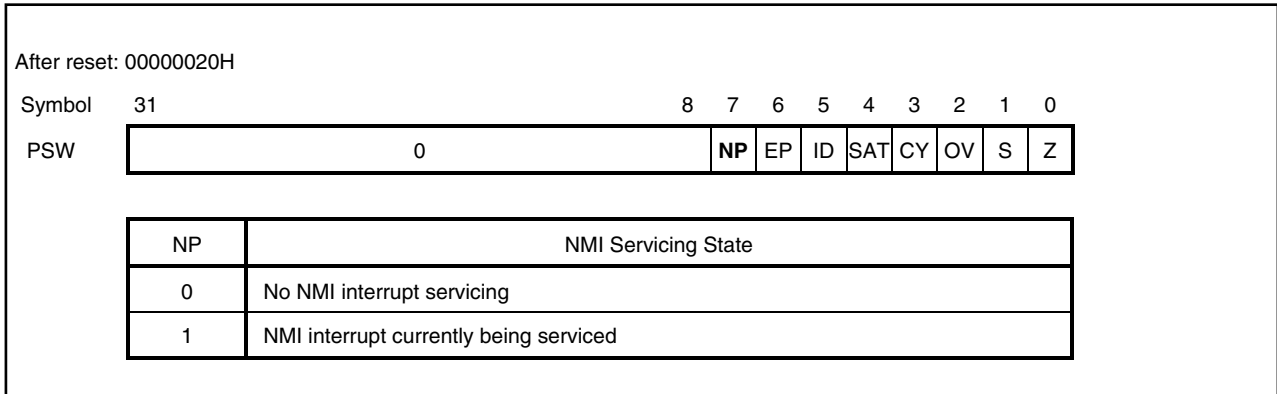 After reset: 00000020H
Symbol 31 8 7 6 5 4 3 2 1 0
PSW 0 NP EP ID SAT CY OV S Z
NP NMI Servicing State
0 No NMI interrupt servicing
1 NMI interrupt currently being serviced